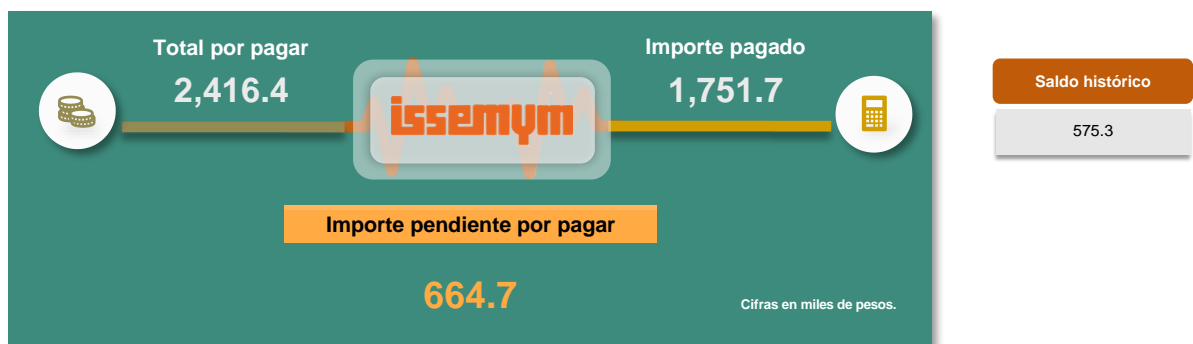 Total por pagar
2,416.4
issemym
Importe pagado
1,751.7
Importe pendiente por pagar
664.7
Cifras en miles de pesos.
Saldo histórico
575.3